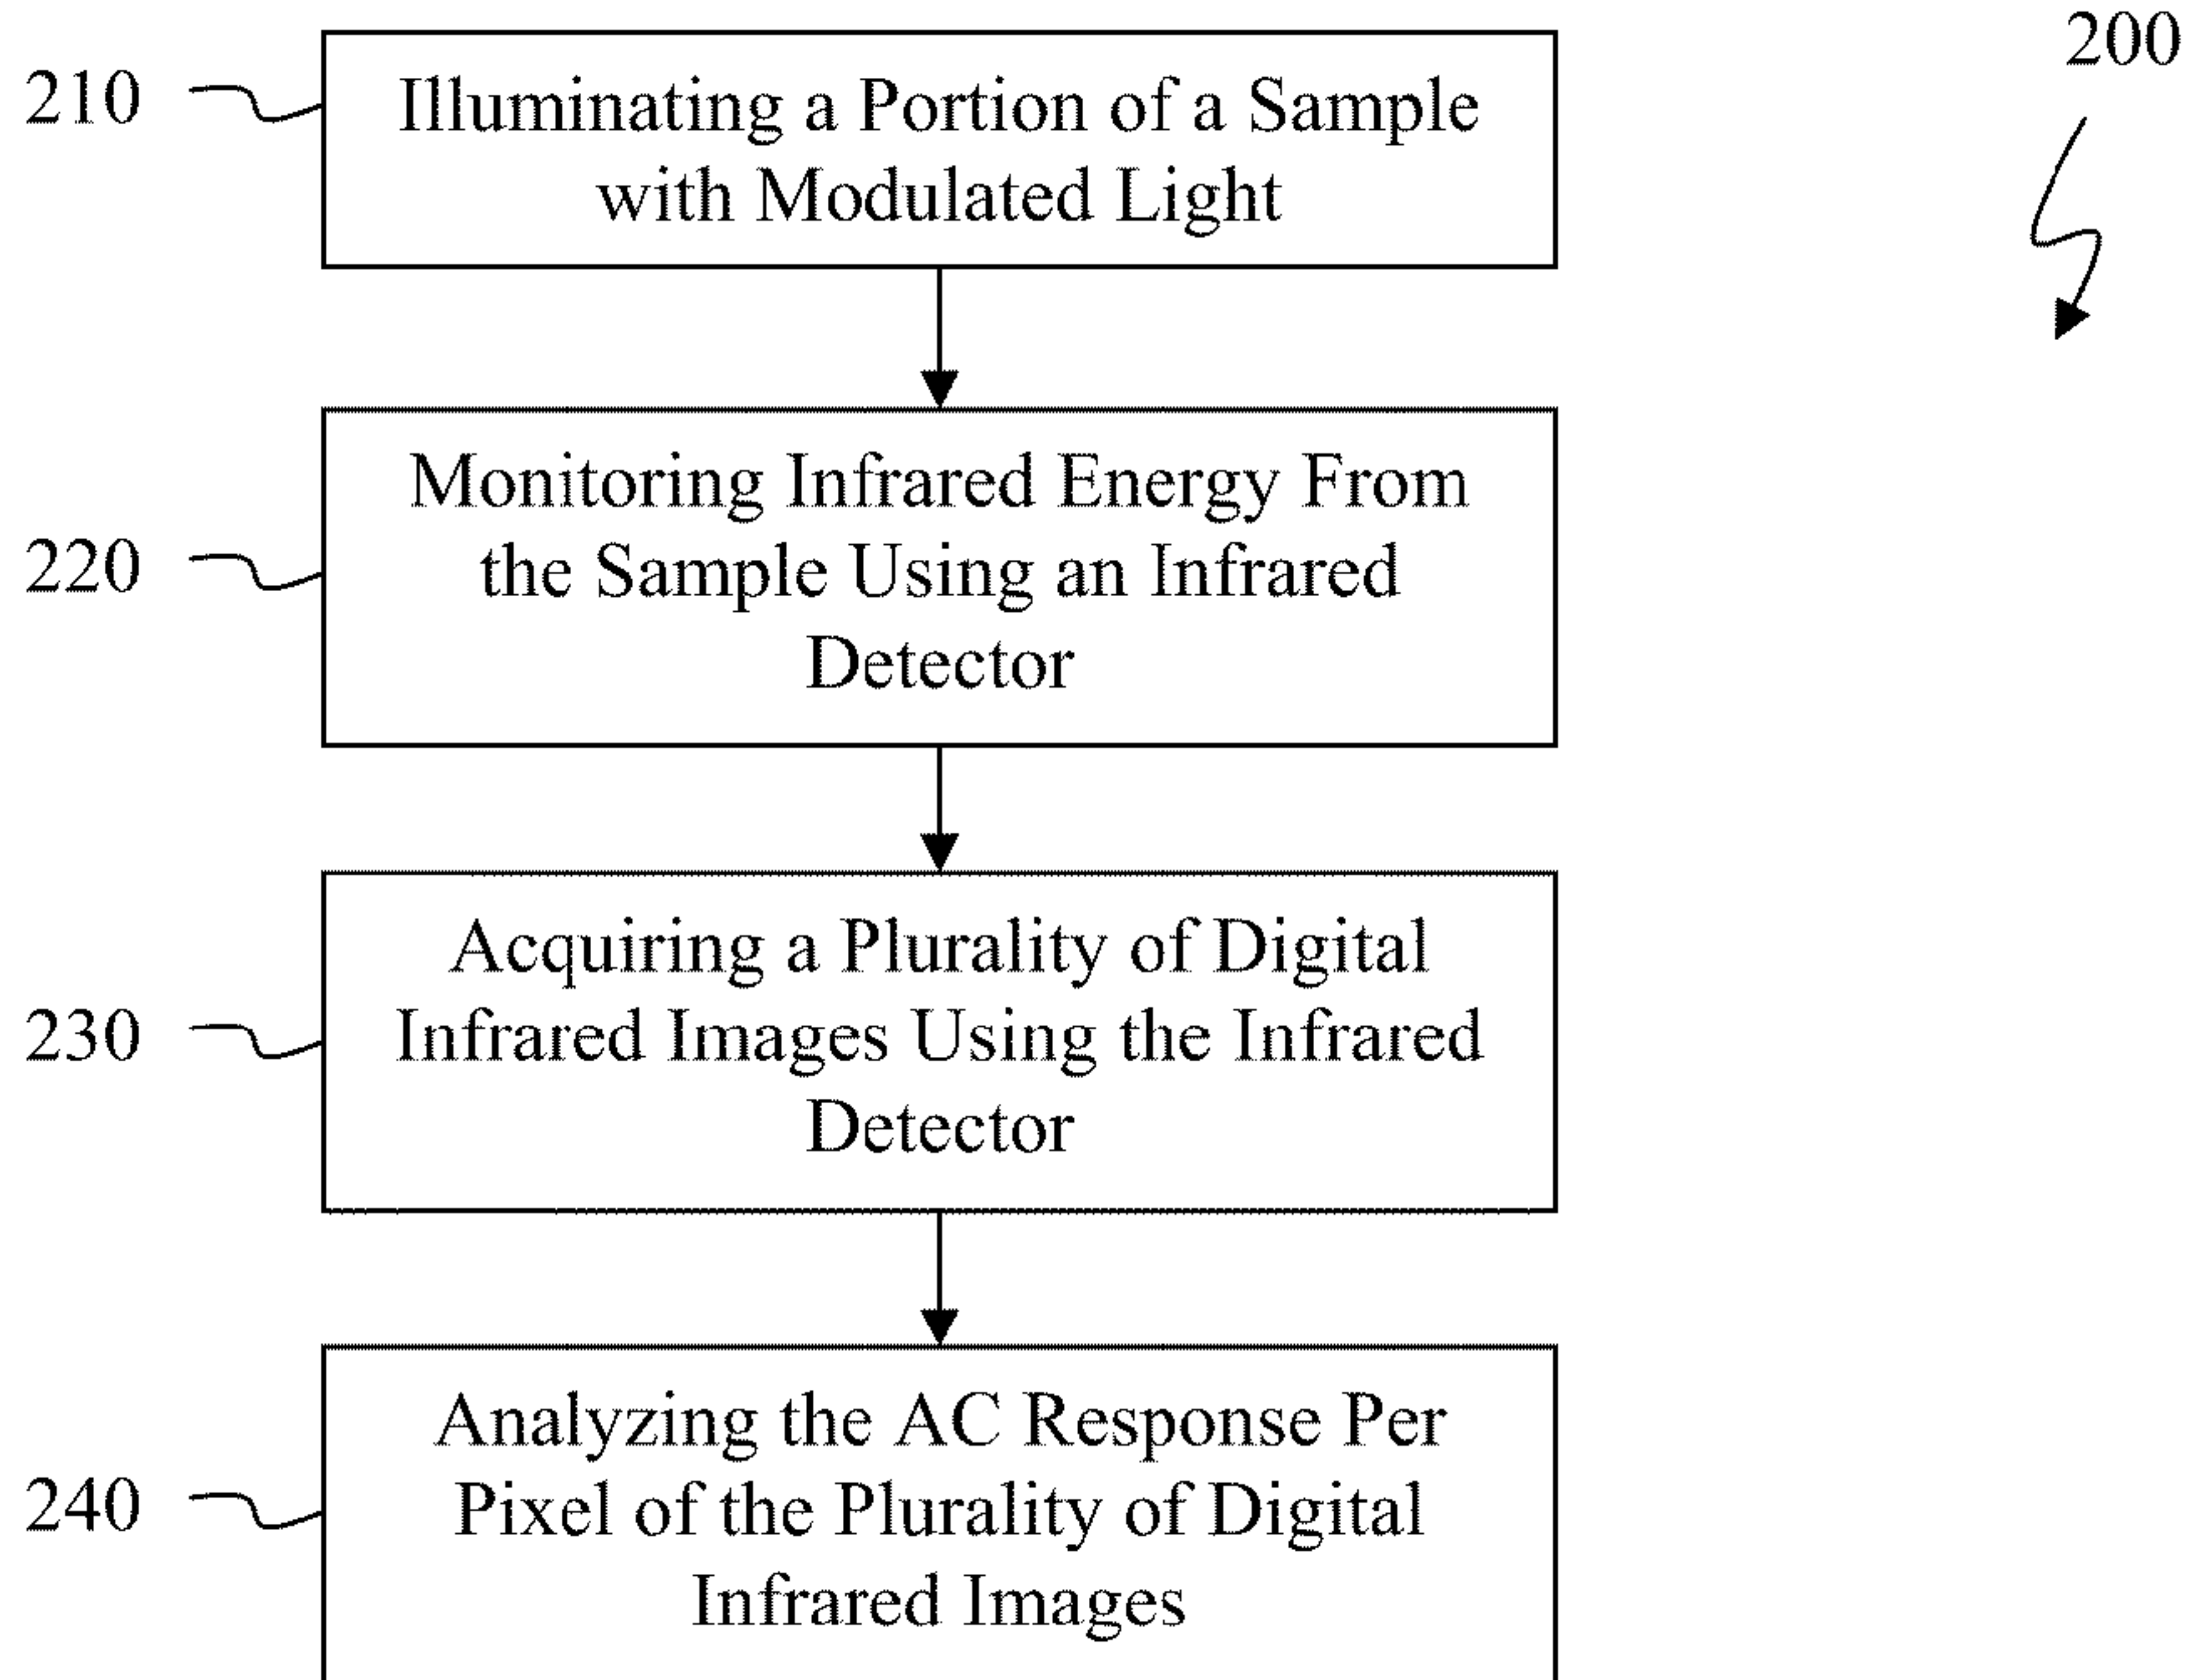 200
210
Illuminating a Portion of a Sample
with Modulated Light
220
Monitoring Infrared Energy From
the Sample Using an Infrared
Detector
230
Acquiring a Plurality of Digital
Infrared Images Using the Infrared
Detector
240
Analyzing the AC Response Per
Pixel of the Plurality of Digital
Infrared Images